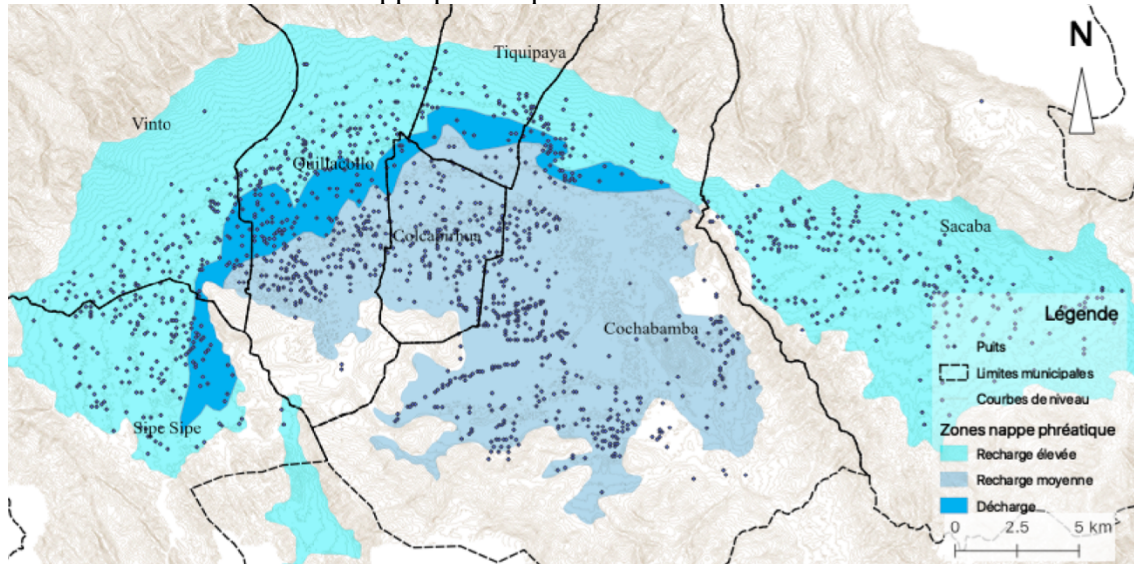 Tiquipaya
N
Vinto
Quillacollo
Sacaba
Colcapirhua
Cochabamba
Sipe Sipe
Légende
Puits
Limites municipales
Courbes de niveau
Zones nappe phréatique
Recharge élevée
Recharge moyenne
Décharge
0 2.5 5 km